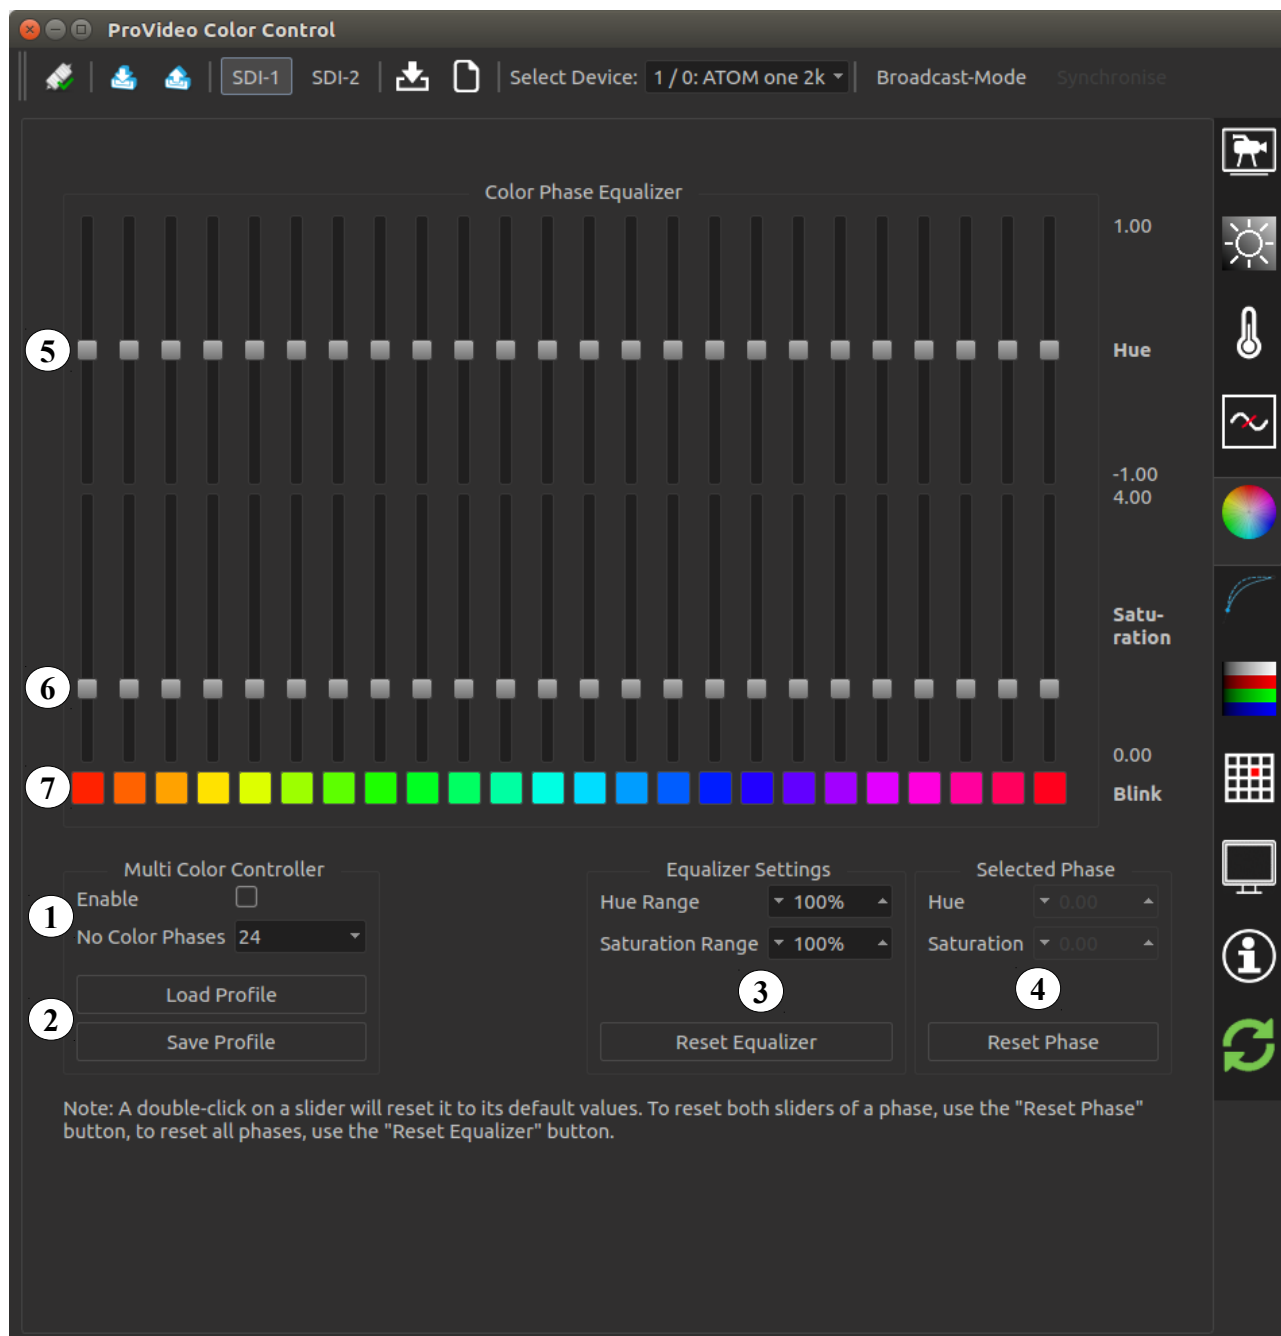 ProVideo Color Control
SDI-1 SDI-2 Select Device: 1 / 0: ATOM one 2k Broadcast-Mode Synchronise
Color Phase Equalizer
1.00
5 Hue
-1.00
4.00
Satu-
ration
6
0.00
7 Blink
Multi Color Controller Equalizer Settings Selected Phase
1 Enable Hue Range 100% Hue 0.00
No Color Phases 24 Saturation Range 100% Saturation 0.00
2 Load Profile 3 4
Save Profile Reset Equalizer Reset Phase
Note: A double-click on a slider will reset it to its default values. To reset both sliders of a phase, use the "Reset Phase"
button, to reset all phases, use the "Reset Equalizer" button.